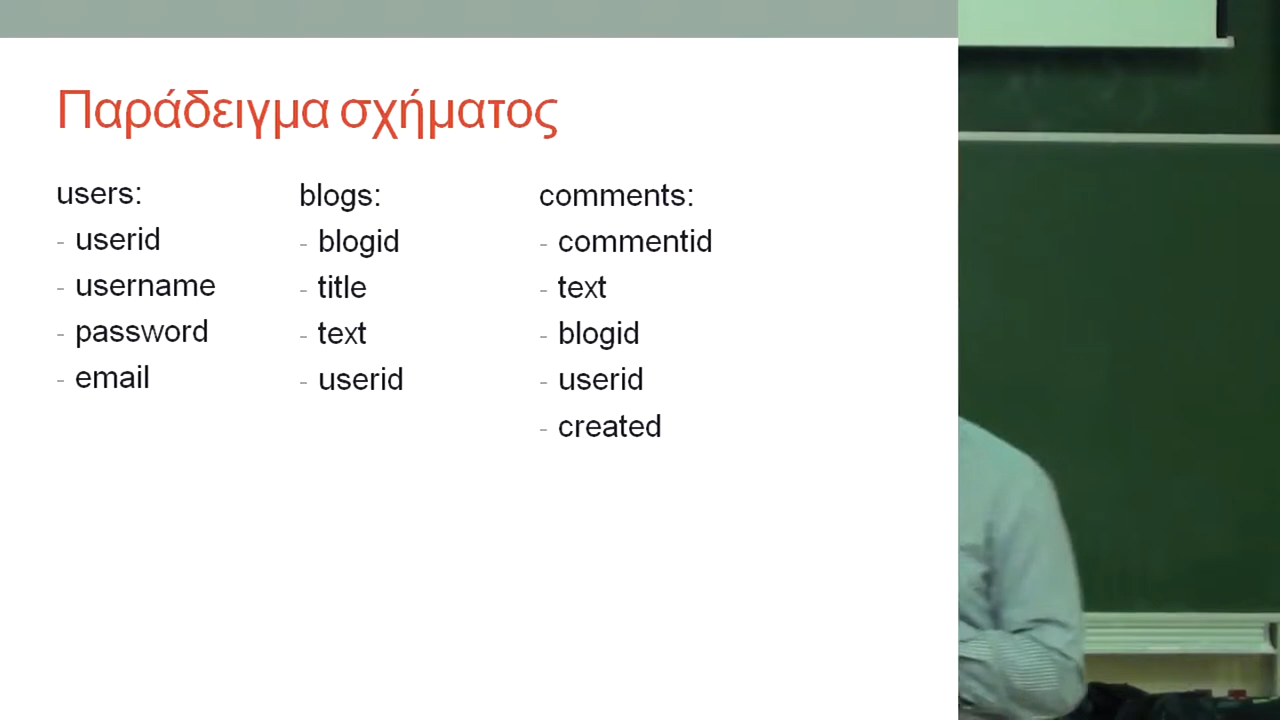 Παράδειγμα σχήματος
users:
- userid
- username
- password
- email
blogs:
- blogid
- title
- text
- userid
comments:
- commentid
- text
- blogid
- userid
- created